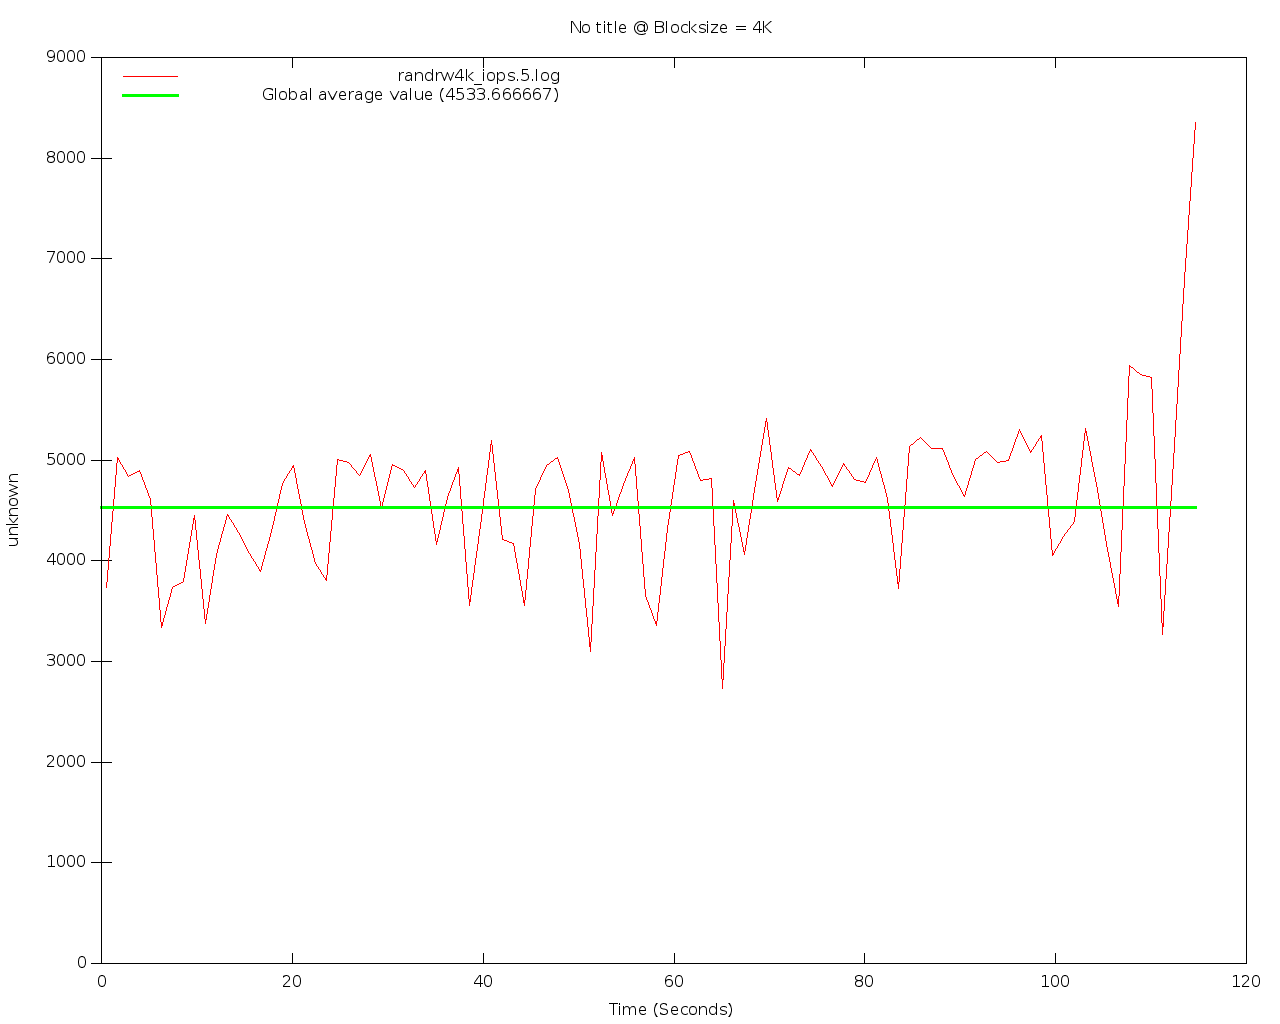 No title @ Blocksize = 4K
randrw4k_iops.5.log
Global average value (4533.666667)
9000
8000
7000
6000
5000
4000
3000
2000
1000
0
unknown
0 20 40 60 80 100 120
Time (Seconds)